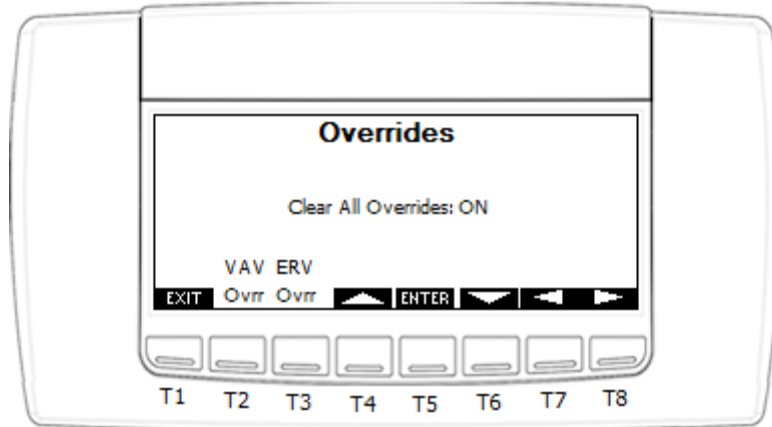 Overrides
Clear All Overrides: ON
VAV ERV
EXIT Ovrr Ovrr ENTER
T1 T2 T3 T4 T5 T6 T7 T8